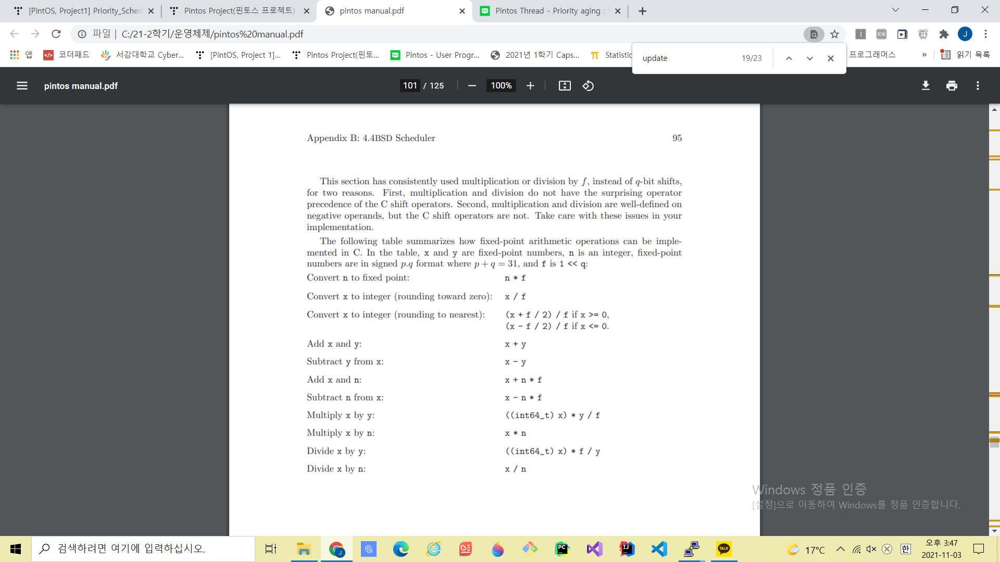 [PintOS, Project1] Priority_Sched
Pintos Project(핀토스 프로젝트)
pintos manual.pdf
Pintos Thread - Priority aging :
파일 | C:/21-2학기/운영체제/pintos%20manual.pdf
앱
코더패드
서강대학교 Cyber...
[PintOS, Project 1]...
Pintos Project(핀토...
Pintos - User Progr...
2021년 1학기 Caps...
Statistic
프로그래머스
»
읽기 목록
update
19/23
pintos manual.pdf
101 / 125
100%
Appendix B: 4.4BSD Scheduler 95
This section has consistently used multiplication or division by f, instead of q-bit shifts,
for two reasons. First, multiplication and division do not have the surprising operator
precedence of the C shift operators. Second, multiplication and division are well-defined on
negative operands, but the C shift operators are not. Take care with these issues in your
implementation.
The following table summarizes how fixed-point arithmetic operations can be imple-
mented in C. In the table, x and y are fixed-point numbers, n is an integer, fixed-point
numbers are in signed p.q format where p + q = 31, and f is 1 << q:
Convert n to fixed point: n * f
Convert x to integer (rounding toward zero): x / f
Convert x to integer (rounding to nearest): (x + f / 2) / f if x >= 0,
(x - f / 2) / f if x <= 0.
Add x and y: x + y
Subtract y from x: x - y
Add x and n: x + n * f
Subtract n from x: x - n * f
Multiply x by y: ((int64_t) x) * y / f
Multiply x by n: x * n
Divide x by y: ((int64_t) x) * f / y
Divide x by n: x / n
Windows 정품 인증
[설정]으로 이동하여 Windows를 정품 인증합니다.
검색하려면 여기에 입력하십시오.
17°C
한
오후 3:47
2021-11-03